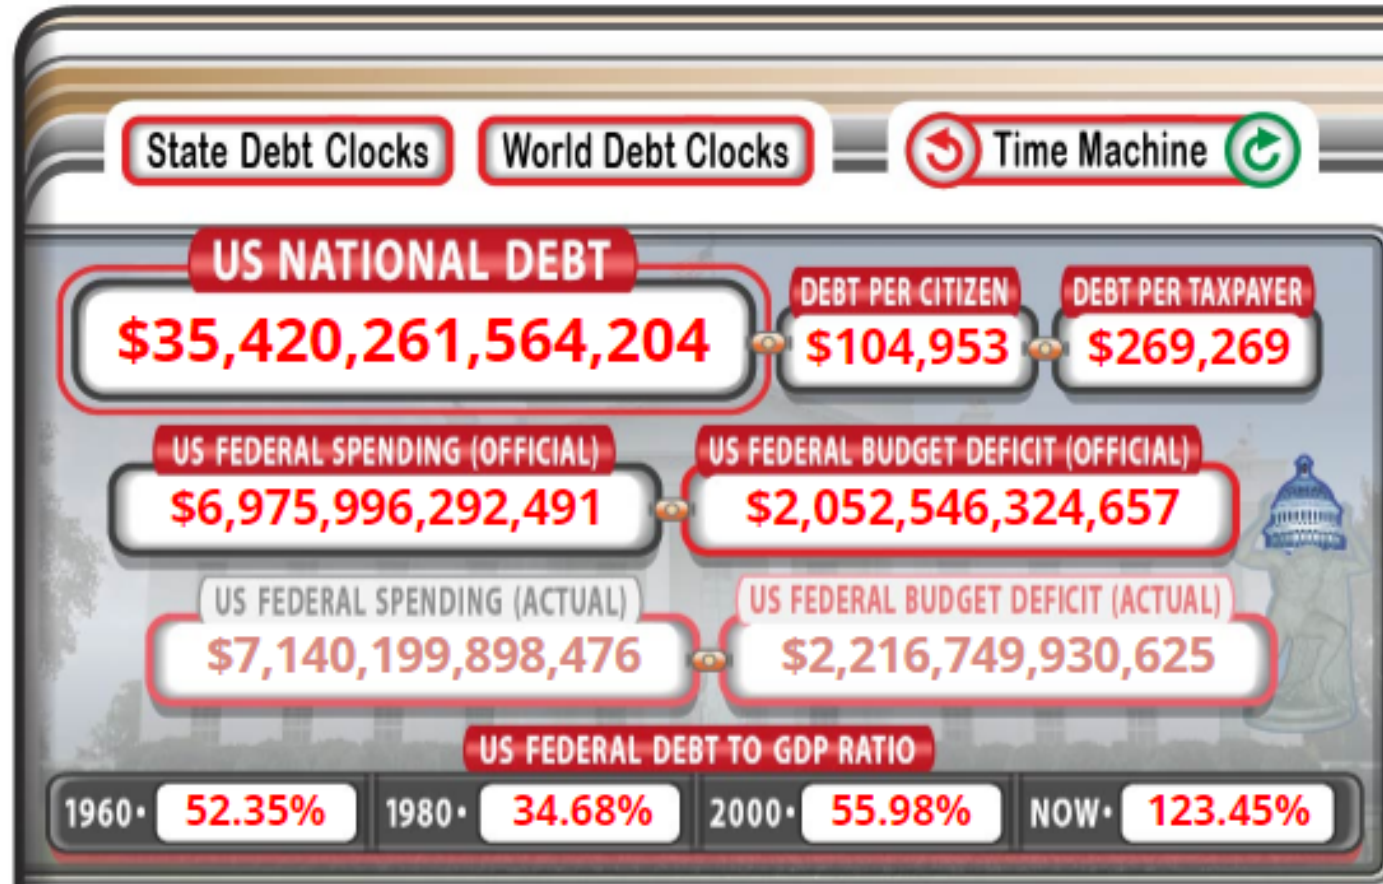 State Debt Clocks World Debt Clocks Time Machine
US NATIONAL DEBT
DEBT PER CITIZEN DEBT PER TAXPAYER
$35,420,261,564,204 $104,953 $269,269
US FEDERAL SPENDING (OFFICIAL) US FEDERAL BUDGET DEFICIT (OFFICIAL)
$6,975,996,292,491 $2,052,546,324,657
US FEDERAL SPENDING (ACTUAL) US FEDERAL BUDGET DEFICIT (ACTUAL)
$7,140,199,898,476 $2,216,749,930,625
US FEDERAL DEBT TO GDP RATIO
1960• 52.35% 1980• 34.68% 2000• 55.98% NOW• 123.45%